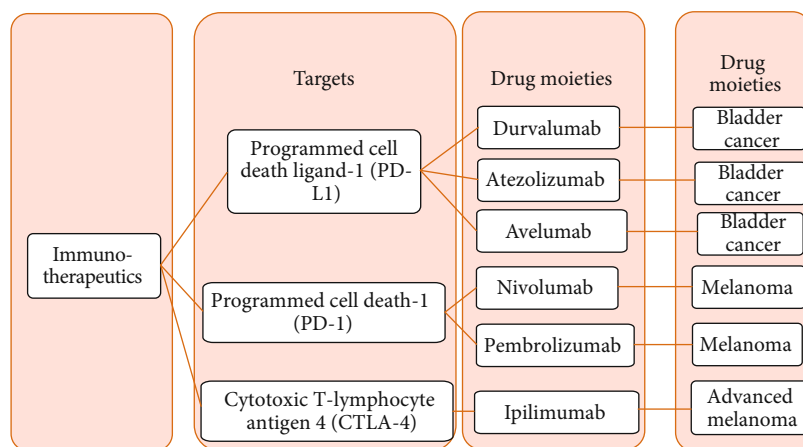 Immuno-
therapeutics
Targets
Programmed cell
death ligand-1 (PD-
L1)
Programmed cell death-1
(PD-1)
Cytotoxic T-lymphocyte
antigen 4 (CTLA-4)
Drug moieties
Durvalumab
Atezolizumab
Avelumab
Nivolumab
Pembrolizumab
Ipilimumab
Drug
moieties
Bladder
cancer
Bladder
cancer
Bladder
cancer
Melanoma
Melanoma
Advanced
melanoma